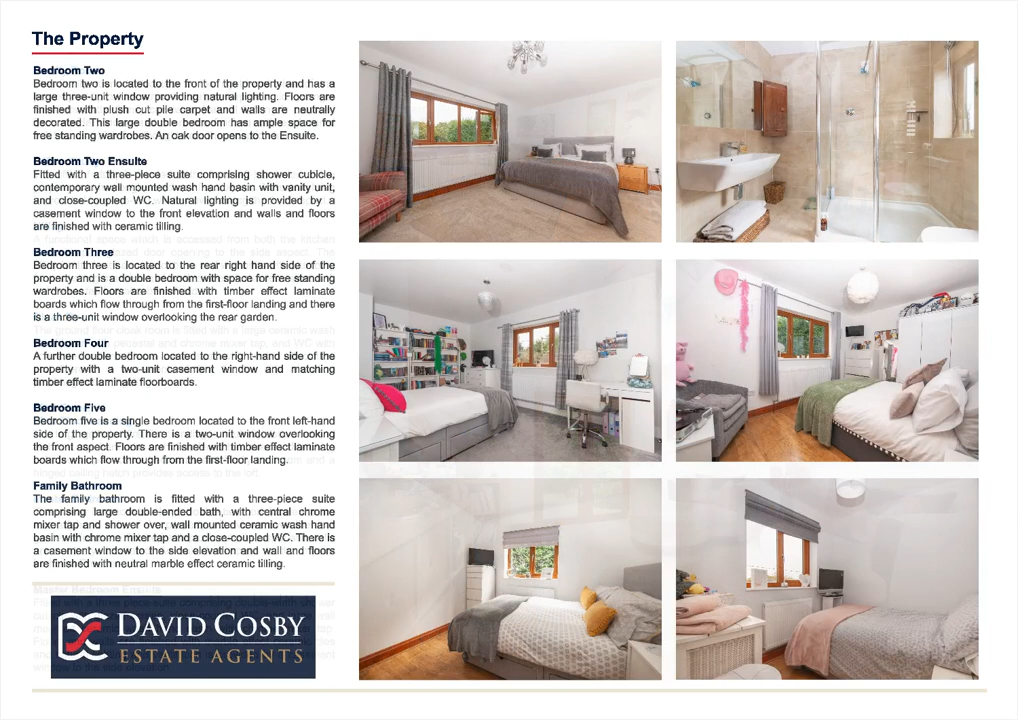 The Property
Bedroom Two
Bedroom two is located to the front of the property and has a
large three-unit window providing natural lighting. Floors are
finished with plush cut pile carpet and walls are neutrally
decorated. This large double bedroom has ample space for
free standing wardrobes. An oak door opens to the Ensuite.
Bedroom Two Ensuite
Fitted with a three-piece suite comprising shower cubicle,
contemporary wall mounted wash hand basin with vanity unit,
and close-coupled WC. Natural lighting is provided by a
casement window to the front elevation and walls and floors
are finished with ceramic tilling.
Bedroom Three
Bedroom three is located to the rear right hand side of the
property and is a double bedroom with space for free standing
wardrobes. Floors are finished with timber effect laminate
boards which flow through from the first-floor landing and there
is a three-unit window overlooking the rear garden.
Bedroom Four
A further double bedroom located to the right-hand side of the
property with a two-unit casement window and matching
timber effect laminate floorboards.
Bedroom Five
Bedroom five is a single bedroom located to the front left-hand
side of the property. There is a two-unit window overlooking
the front aspect. Floors are finished with timber effect laminate
boards which flow through from the first-floor landing.
Family Bathroom
The family bathroom is fitted with a three-piece suite
comprising large double-ended bath, with central chrome
mixer tap and shower over, wall mounted ceramic wash hand
basin with chrome mixer tap and a close-coupled WC. There is
a casement window to the side elevation and wall and floors
are finished with neutral marble effect ceramic tilling.
Master Bedroom Ensuite
DAVID COSBY
ESTATE AGENTS